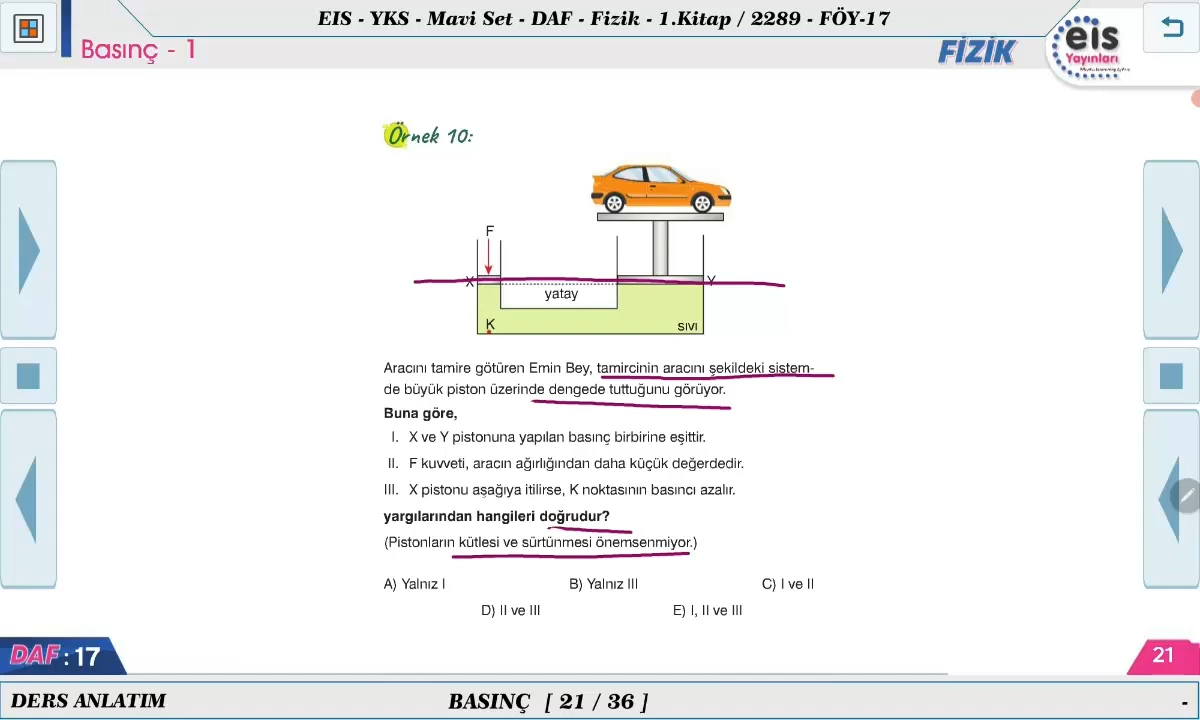 EIS - YKS - Mavi Set - DAF - Fizik - 1.Kitap / 2289 - FÖY-17
Basınç - 1
FİZİK
eis
Yayınları
Örnek 10:
F
X
Y
yatay
K
SIVI
Aracını tamire götüren Emin Bey, tamircinin aracını şekildeki sistem-
de büyük piston üzerinde dengede tuttuğunu görüyor.
Buna göre,
I. X ve Y pistonuna yapılan basınç birbirine eşittir.
II. F kuvveti, aracın ağırlığından daha küçük değerdedir.
III. X pistonu aşağıya itilirse, K noktasının basıncı azalır.
yargılarından hangileri doğrudur?
(Pistonların kütlesi ve sürtünmesi önemsenmiyor.)
A) Yalnız I
B) Yalnız III
C) I ve II
D) II ve III
E) I, II ve III
DAF : 17
21
DERS ANLATIM
BASINÇ [ 21 / 36 ]
-